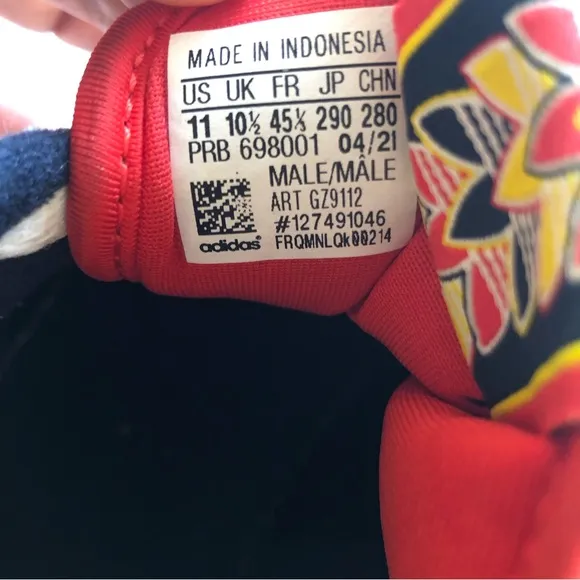 MADE IN INDONESIA
US UK FR JP CHN
11 10½ 45⅓ 290 280
PRB 698001 04/21
MALE/MÂLE
ART GZ9112
#127491046
adidas® FRQMNLQk00214